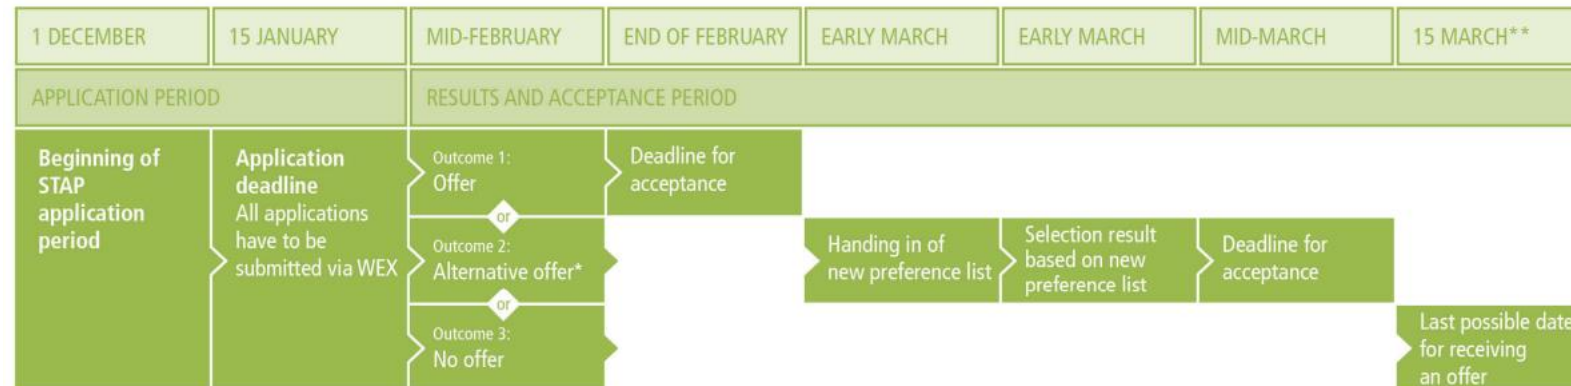 1 DECEMBER
15 JANUARY
MID-FEBRUARY
END OF FEBRUARY
EARLY MARCH
EARLY MARCH
MID-MARCH
15 MARCH**
APPLICATION PERIOD
RESULTS AND ACCEPTANCE PERIOD
Beginning of
STAP
application
period
Application
deadline
All applications
have to be
submitted via WEX
Outcome 1:
Offer
or
Outcome 2:
Alternative offer*
or
Outcome 3:
No offer
Deadline for
acceptance
Handing in of
new preference list
Selection result
based on new
preference list
Deadline for
acceptance
Last possible date
for receiving
an offer